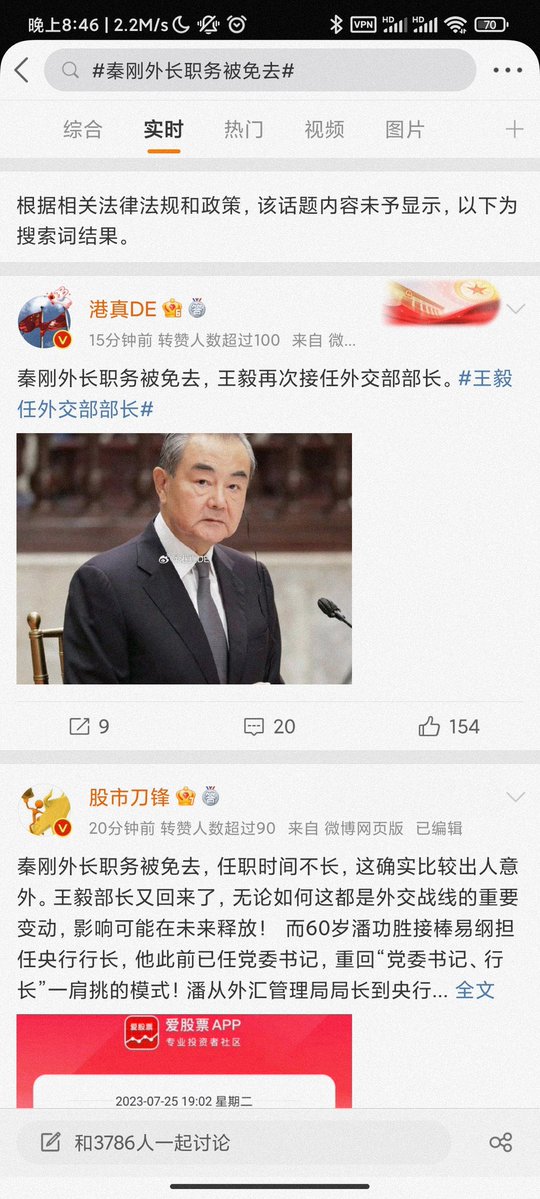 晚上8:46 | 2.2M/s
VPN HD HD 70
#秦刚外长职务被免去#
综合 实时 热门 视频 图片
根据相关法律法规和政策，该话题内容未予显示，以下为
搜索词结果。
港真DE
15分钟前 转赞人数超过100 来自 微...
秦刚外长职务被免去，王毅再次接任外交部部长。#王毅
任外交部部长#
9 20 154
股市刀锋
20分钟前 转赞人数超过90 来自 微博网页版 已编辑
秦刚外长职务被免去，任职时间不长，这确实比较出人意
外。王毅部长又回来了，无论如何这都是外交战线的重要
变动，影响可能在未来释放！ 而60岁潘功胜接棒易纲担
任央行行长，他此前已任党委书记，重回“党委书记、行
长”一肩挑的模式！潘从外汇管理局局长到央行... 全文
爱股票
爱股票APP
专业投资者社区
2023-07-25 19:02 星期二
和3786人一起讨论